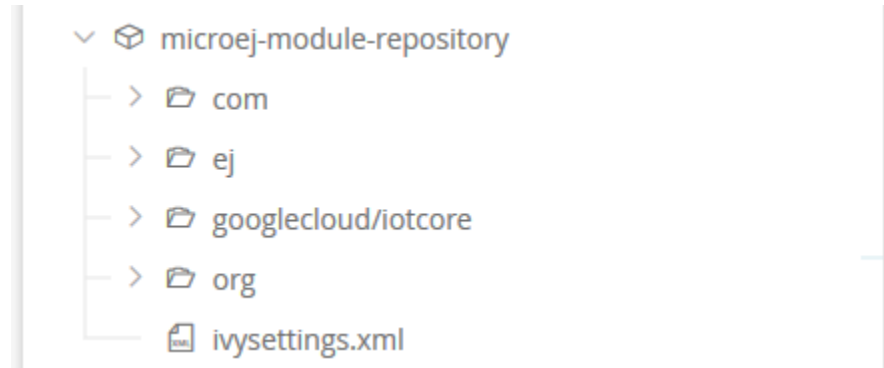 microej-module-repository
com
ej
googlecloud/iotcore
org
ivysettings.xml